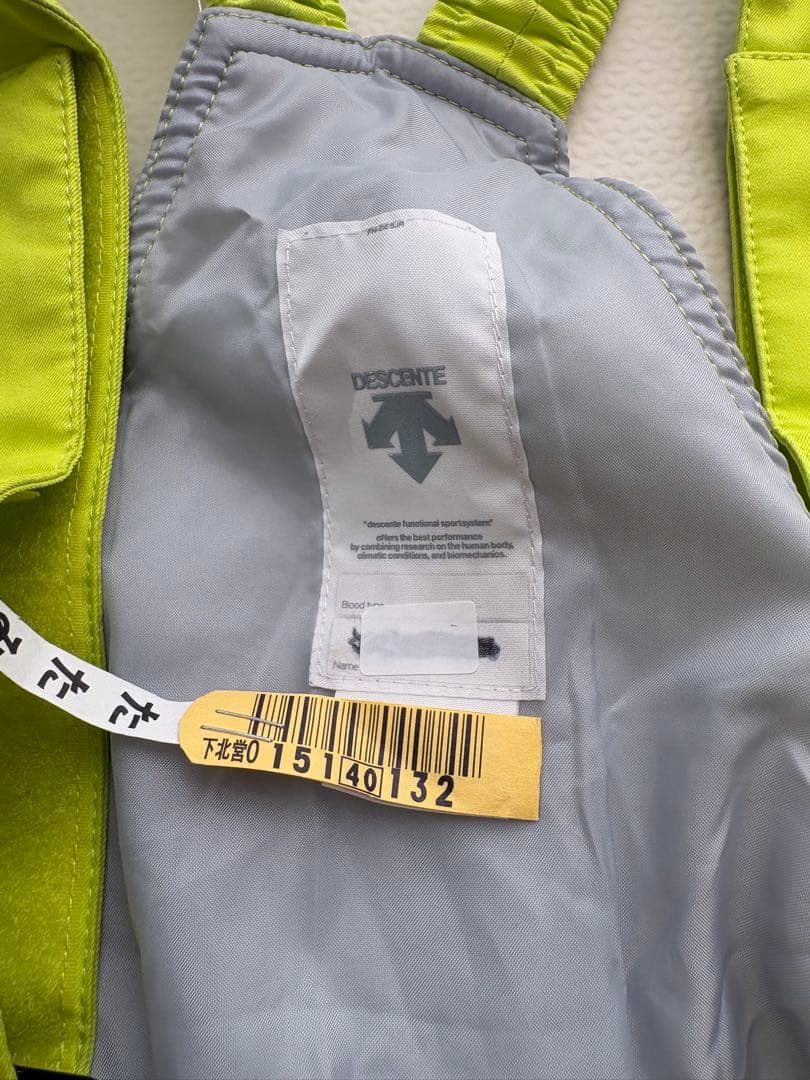 DESCENTE
"descente functional sportsystem"
offers the best performance
by combining research on the human body,
climatic conditions, and biomechanics.
Blood type
Name
たた
下北営0 151 40 132